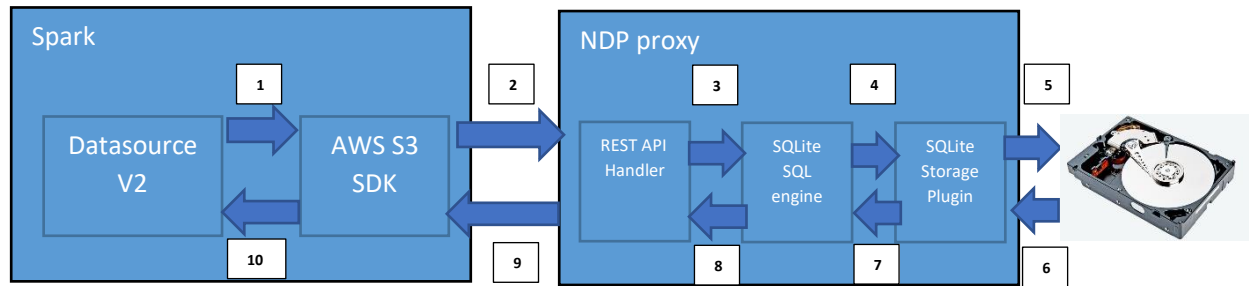 Spark
NDP proxy
1
2
3
4
5
Datasource
V2
AWS S3
SDK
REST API
Handler
SQLite
SQL
engine
SQLite
Storage
Plugin
10
9
8
7
6